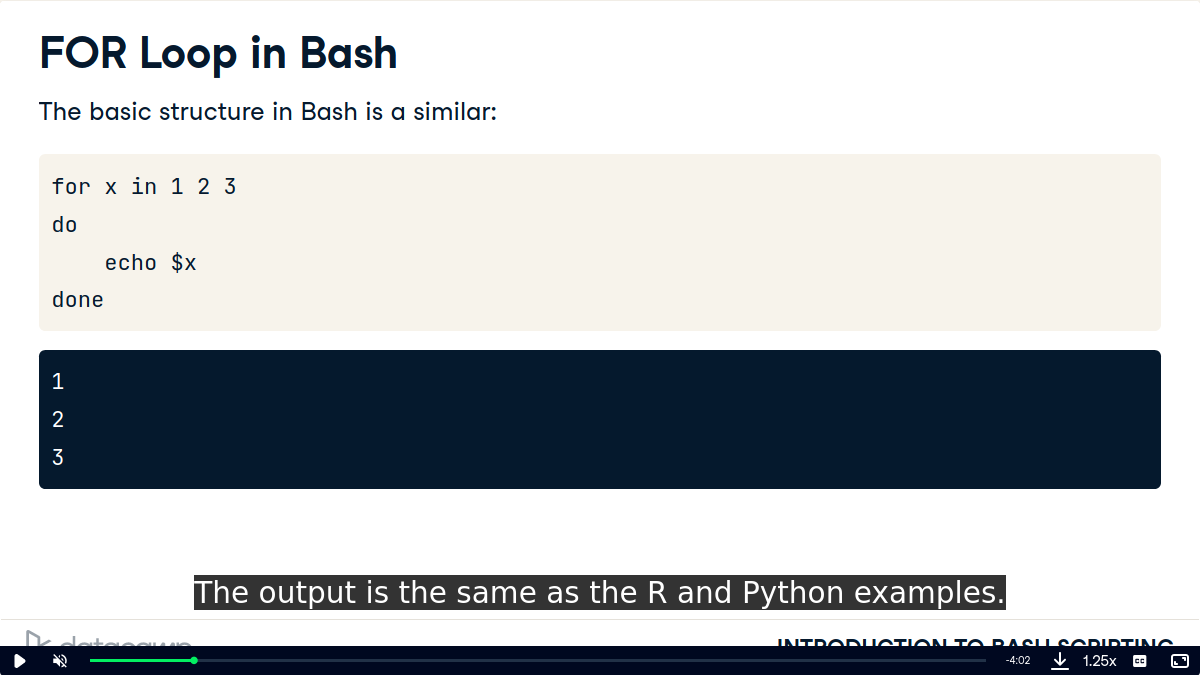 FOR Loop in Bash
The basic structure in Bash is a similar:
for x in 1 2 3
do
    echo $x
done
1
2
3
The output is the same as the R and Python examples.
datacamp
INTRODUCTION TO BASH SCRIPTING
-4:02
1.25x
CC